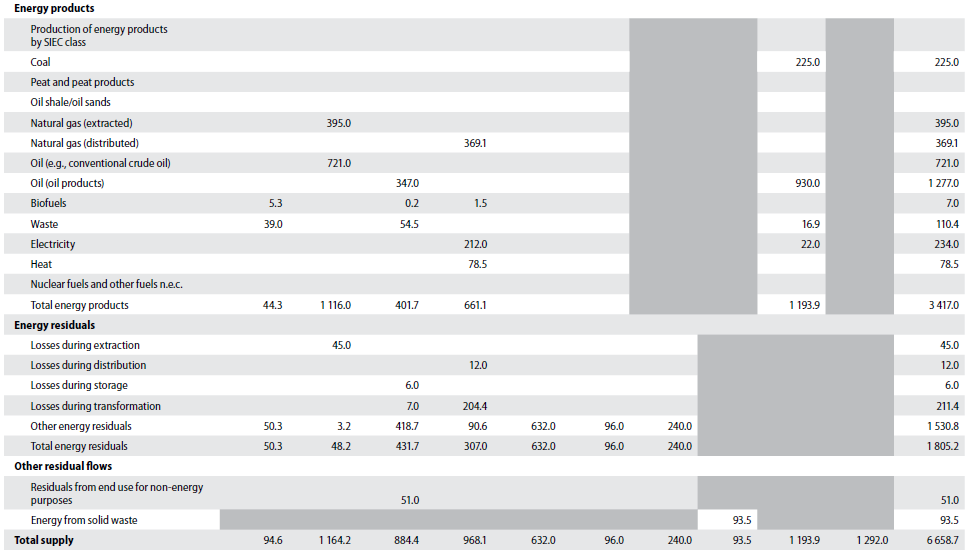 Energy products
Production of energy products
by SIEC class
Coal 225.0 225.0
Peat and peat products
Oil shale/oil sands
Natural gas (extracted) 395.0 395.0
Natural gas (distributed) 369.1 369.1
Oil (e.g., conventional crude oil) 721.0 721.0
Oil (oil products) 347.0 930.0 1 277.0
Biofuels 5.3 0.2 1.5 7.0
Waste 39.0 54.5 16.9 110.4
Electricity 212.0 22.0 234.0
Heat 78.5 78.5
Nuclear fuels and other fuels n.e.c.
Total energy products 44.3 1 116.0 401.7 661.1 1 193.9 3 417.0
Energy residuals
Losses during extraction 45.0 45.0
Losses during distribution 12.0 12.0
Losses during storage 6.0 6.0
Losses during transformation 7.0 204.4 211.4
Other energy residuals 50.3 3.2 418.7 90.6 632.0 96.0 240.0 1 530.8
Total energy residuals 50.3 48.2 431.7 307.0 632.0 96.0 240.0 1 805.2
Other residual flows
Residuals from end use for non-energy
purposes 51.0 51.0
Energy from solid waste 93.5 93.5
Total supply 94.6 1 164.2 884.4 968.1 632.0 96.0 240.0 93.5 1 193.9 1 292.0 6 658.7